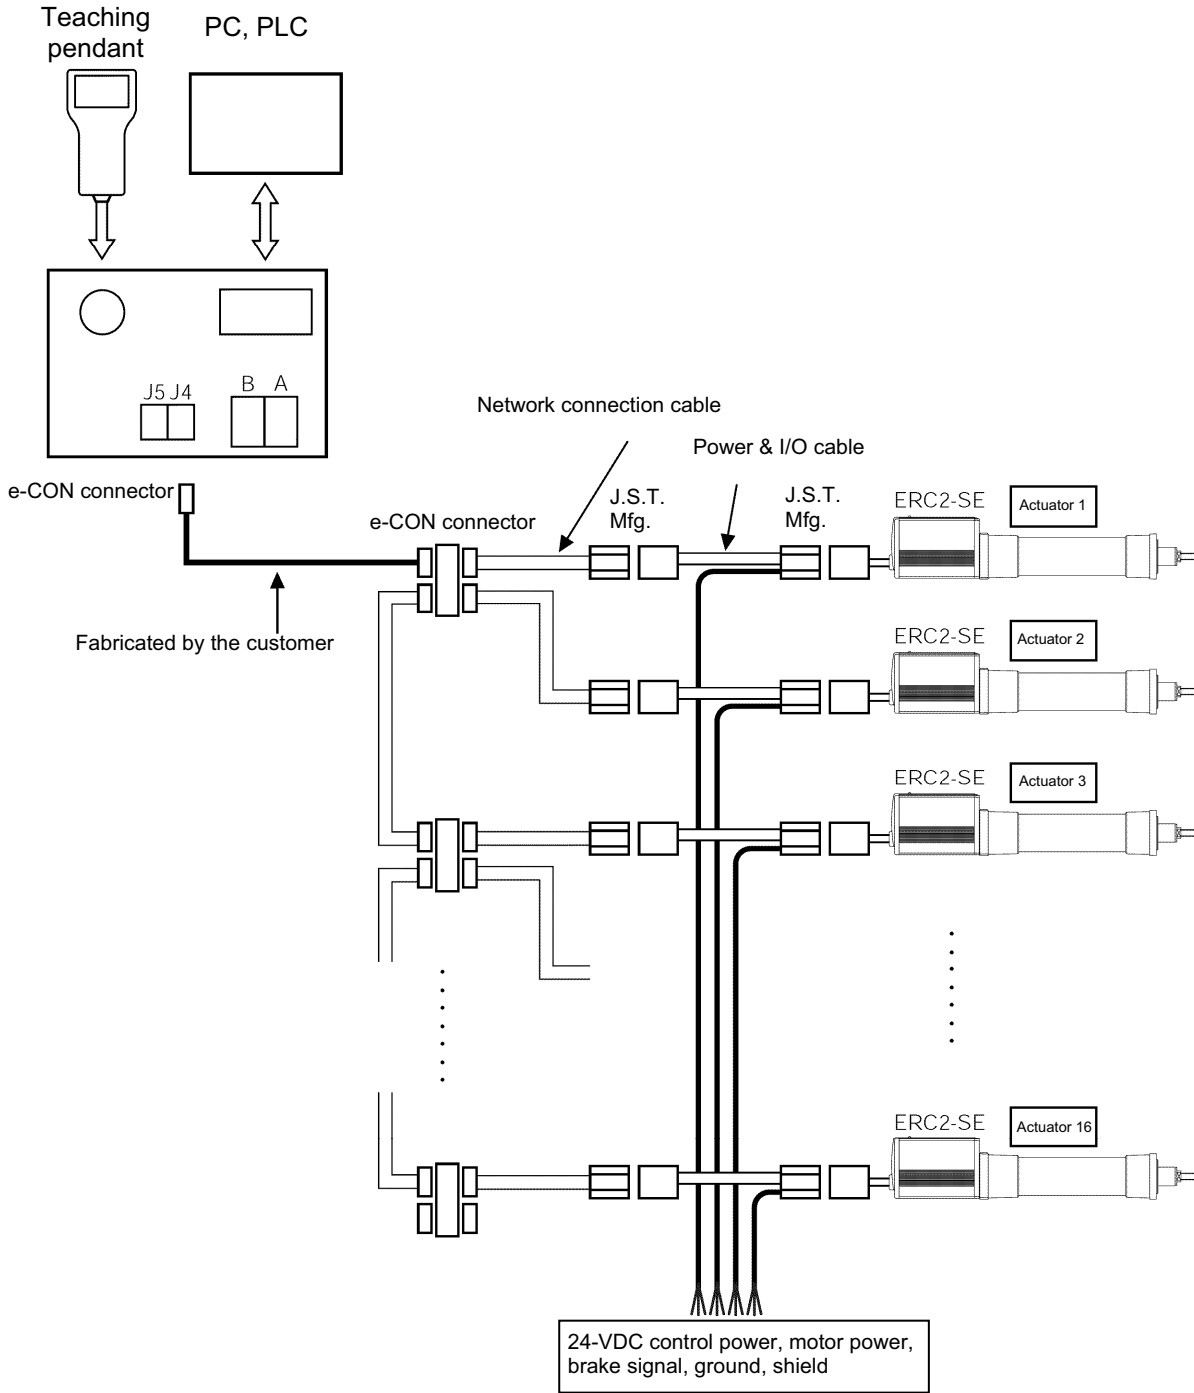 Teaching
pendant
PC, PLC
J5 J4
B A
Network connection cable
Power & I/O cable
e-CON connector
e-CON connector
J.S.T.
Mfg.
J.S.T.
Mfg.
ERC2-SE
Actuator 1
Fabricated by the customer
ERC2-SE
Actuator 2
ERC2-SE
Actuator 3
ERC2-SE
Actuator 16
24-VDC control power, motor power,
brake signal, ground, shield